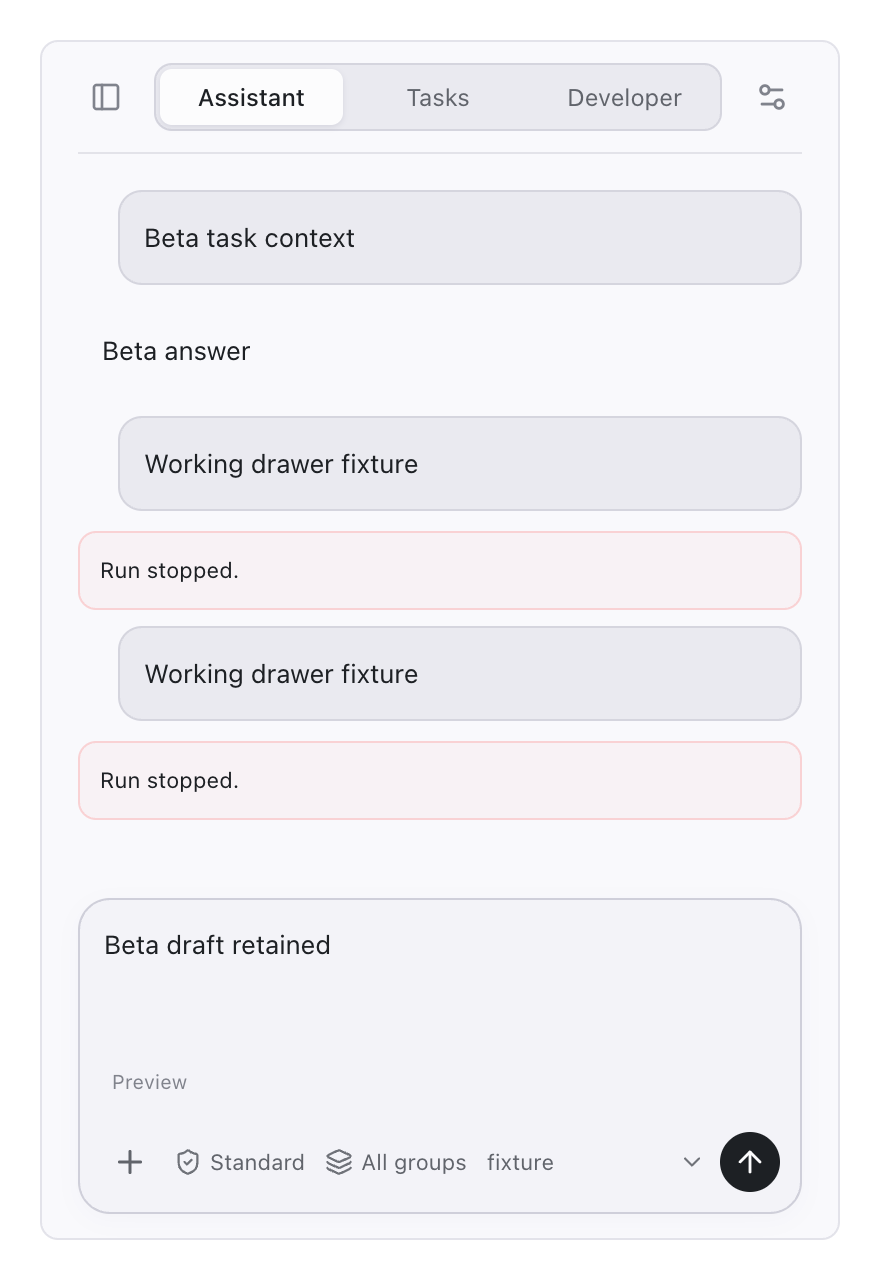 Assistant Tasks Developer
Beta task context
Beta answer
Working drawer fixture
Run stopped.
Working drawer fixture
Run stopped.
Beta draft retained
Preview
Standard All groups fixture